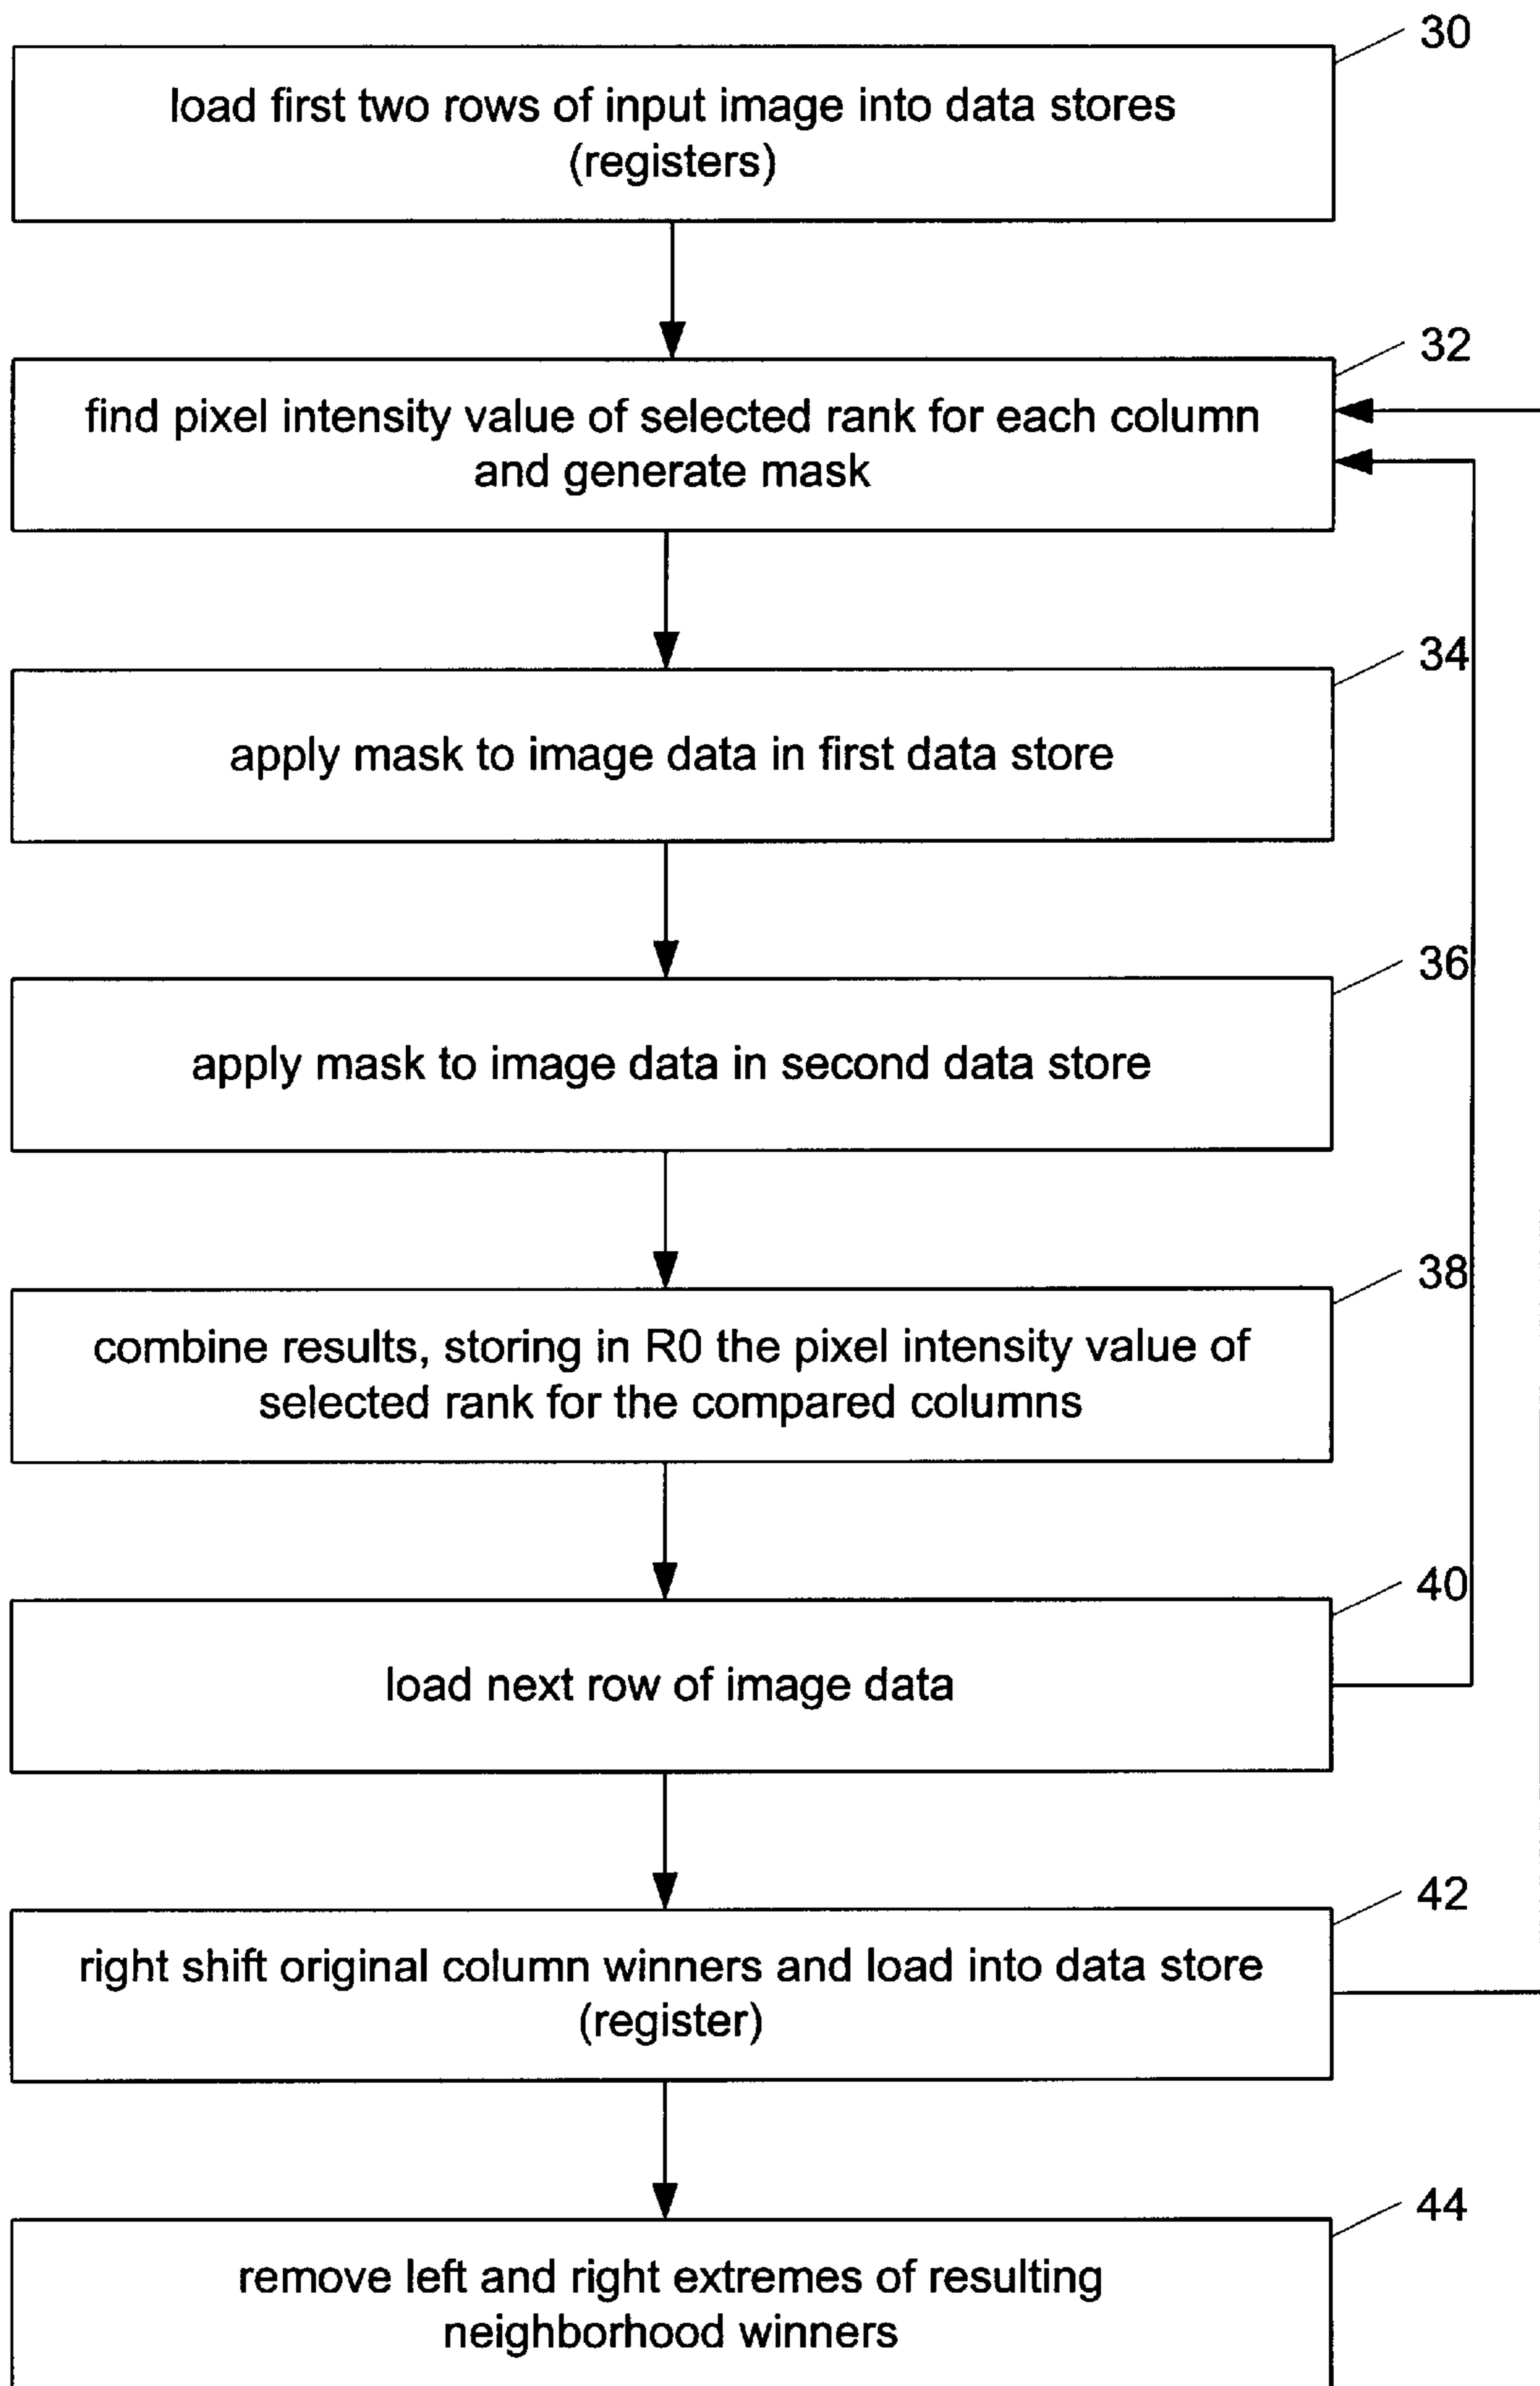 30
load first two rows of input image into data stores
(registers)
32
find pixel intensity value of selected rank for each column
and generate mask
34
apply mask to image data in first data store
36
apply mask to image data in second data store
38
combine results, storing in R0 the pixel intensity value of
selected rank for the compared columns
40
load next row of image data
42
right shift original column winners and load into data store
(register)
44
remove left and right extremes of resulting
neighborhood winners